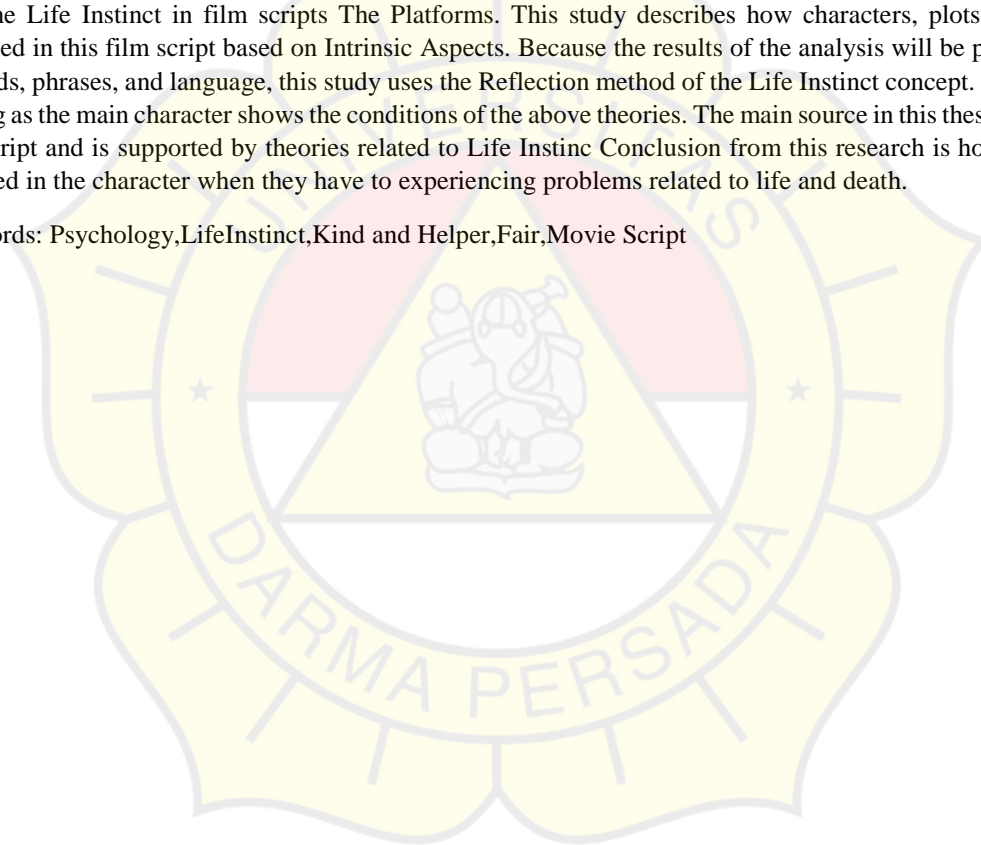 he Life Instinct in film scripts The Platforms. This study describes how characters, plots
ed in this film script based on Intrinsic Aspects. Because the results of the analysis will be p
ds, phrases, and language, this study uses the Reflection method of the Life Instinct concept.
g as the main character shows the conditions of the above theories. The main source in this thes
ript and is supported by theories related to Life Instinc Conclusion from this research is ho
ed in the character when they have to experiencing problems related to life and death.
rds: Psychology,LifeInstinct,Kind and Helper,Fair,Movie Script
UNIVERSITAS
DARMA PERSADA